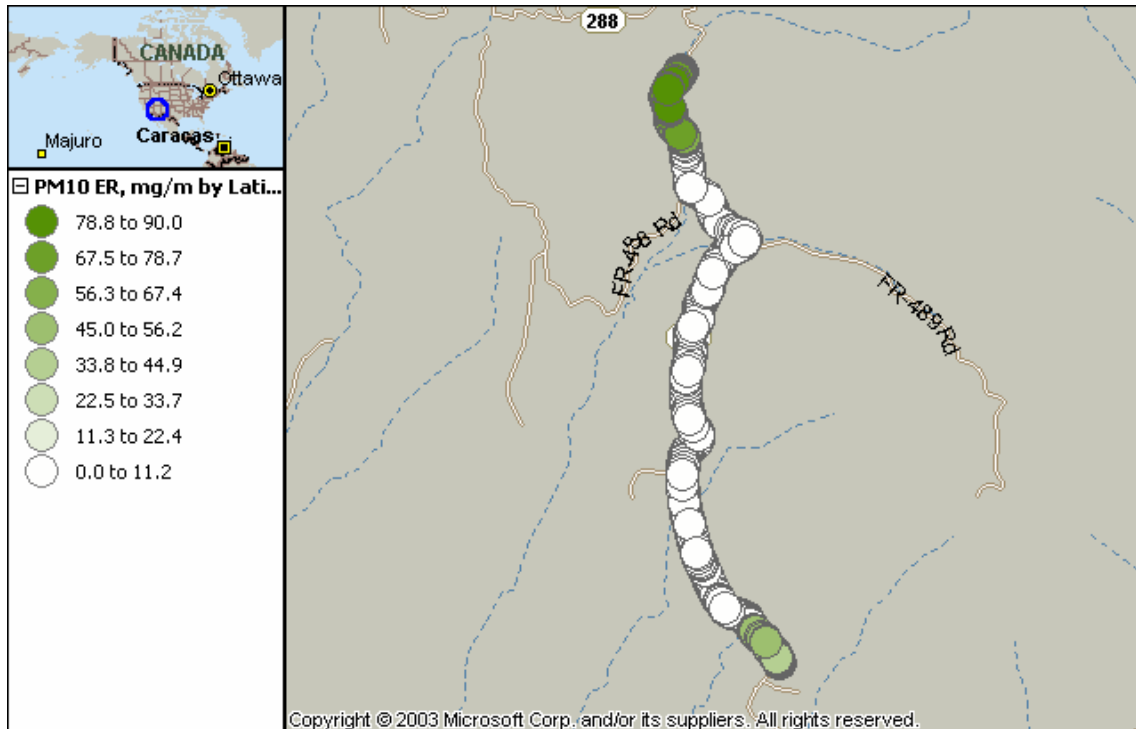 CANADA
Ottawa
Majuro
Caracas
PM10 ER, mg/m by Lati...
78.8 to 90.0
67.5 to 78.7
56.3 to 67.4
45.0 to 56.2
33.8 to 44.9
22.5 to 33.7
11.3 to 22.4
0.0 to 11.2
288
FR-488 Rd
FR-489 Rd
Copyright © 2003 Microsoft Corp. and/or its suppliers. All rights reserved.